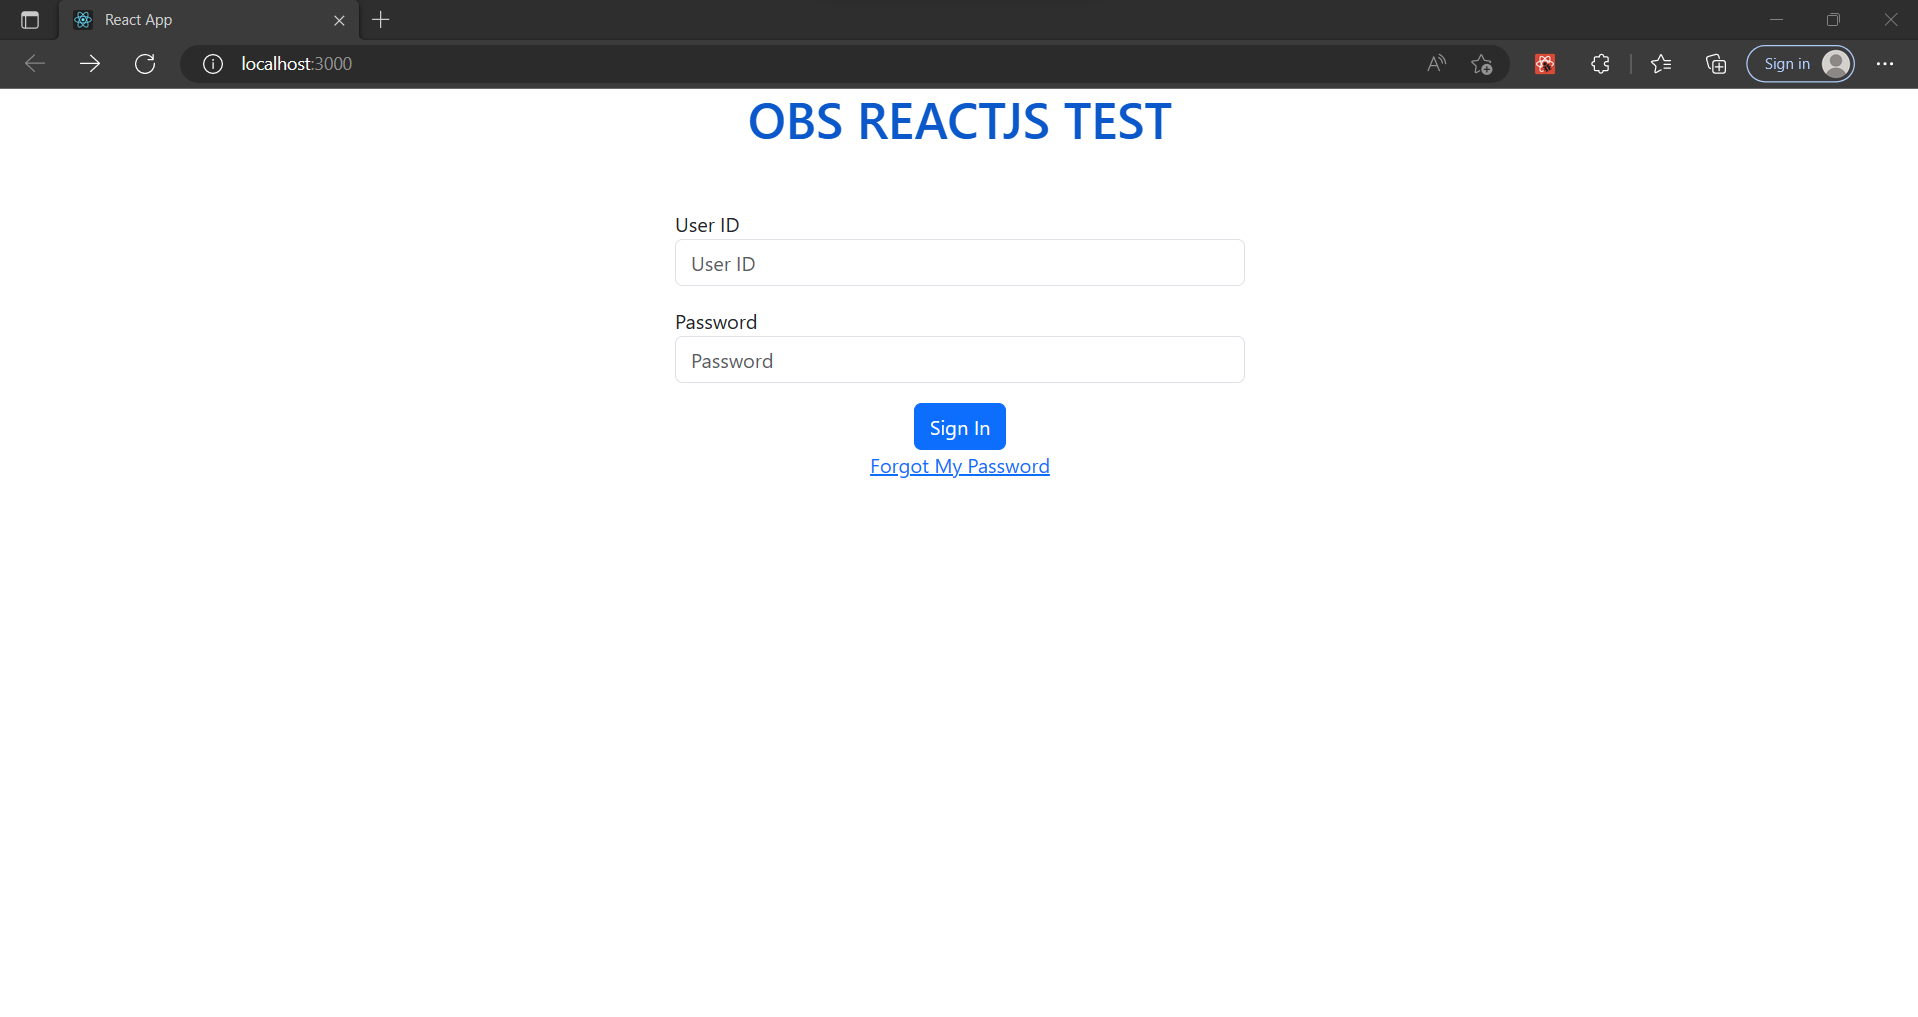 React App
localhost:3000
Sign in
OBS REACTJS TEST
User ID
User ID
Password
Password
Sign In
Forgot My Password